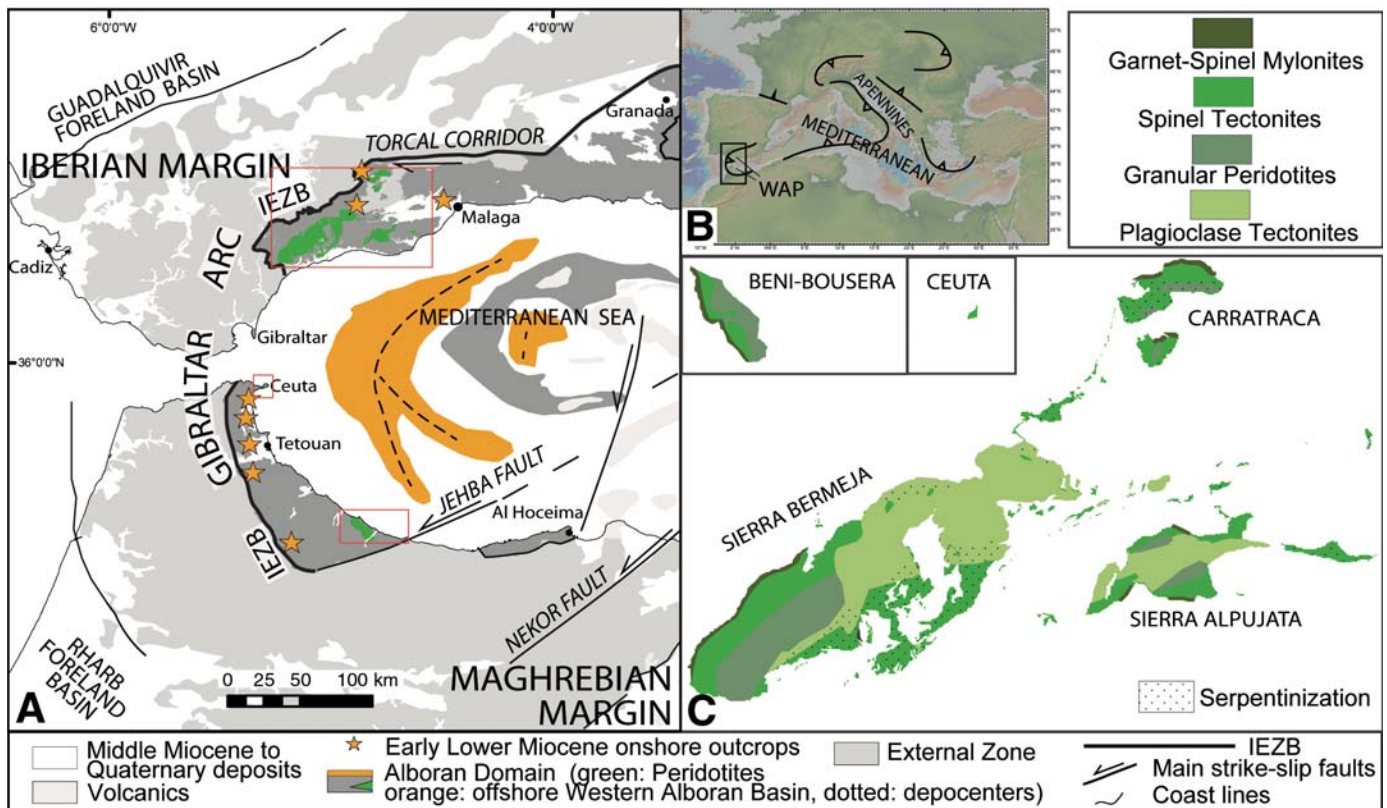 6°0'0"W
4°0'0"W
GUADALQUIVIR
FORELAND BASIN
Granada
TORCAL CORRIDOR
IBERIAN MARGIN
IEZB
Malaga
Cadiz
GIBRALTAR ARC
MEDITERRANEAN SEA
Gibraltar
36°0'0"N
Ceuta
Tetouan
JEHBA FAULT
Al Hoceima
IEZB
NEKOR FAULT
RHARB
FORELAND
BASIN
0 25 50 100 km
MAGHREBIAN
MARGIN
A
B
APENNINES
MEDITERRANEAN
WAP
Garnet-Spinel Mylonites
Spinel Tectonites
Granular Peridotites
Plagioclase Tectonites
BENI-BOUSERA
CEUTA
CARRATRACA
SIERRA BERMEJA
SIERRA ALPUJATA
Serpentinization
C
Middle Miocene to
Quaternary deposits
Volcanics
Early Lower Miocene onshore outcrops
Alboran Domain (green: Peridotites
orange: offshore Western Alboran Basin, dotted: depocenters)
External Zone
IEZB
Main strike-slip faults
Coast lines